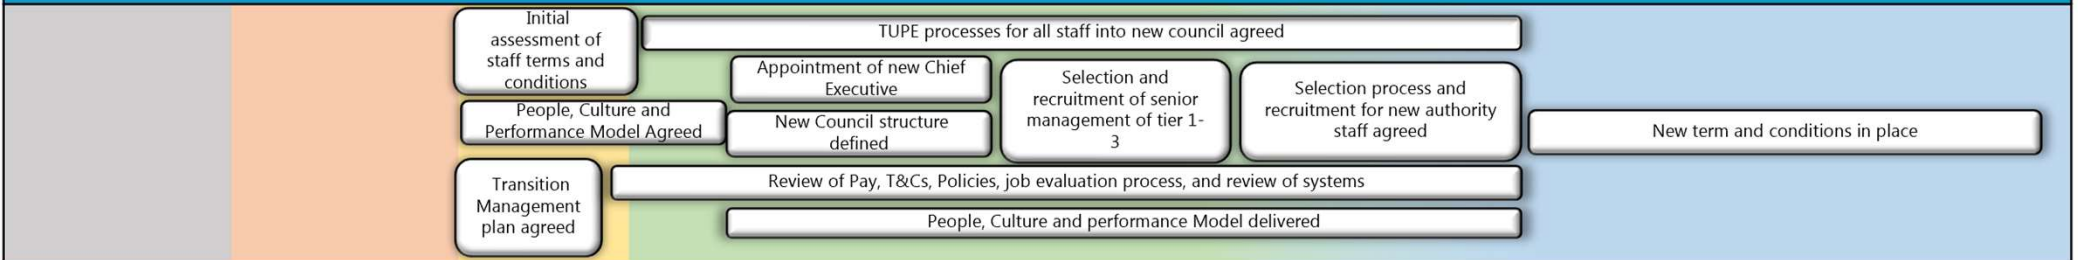 Initial
assessment of
staff terms and
conditions
TUPE processes for all staff into new council agreed
Appointment of new Chief
Executive
Selection and
recruitment of senior
management of tier 1-
3
Selection process and
recruitment for new authority
staff agreed
People, Culture and
Performance Model Agreed
New Council structure
defined
New term and conditions in place
Transition
Management
plan agreed
Review of Pay, T&Cs, Policies, job evaluation process, and review of systems
People, Culture and performance Model delivered